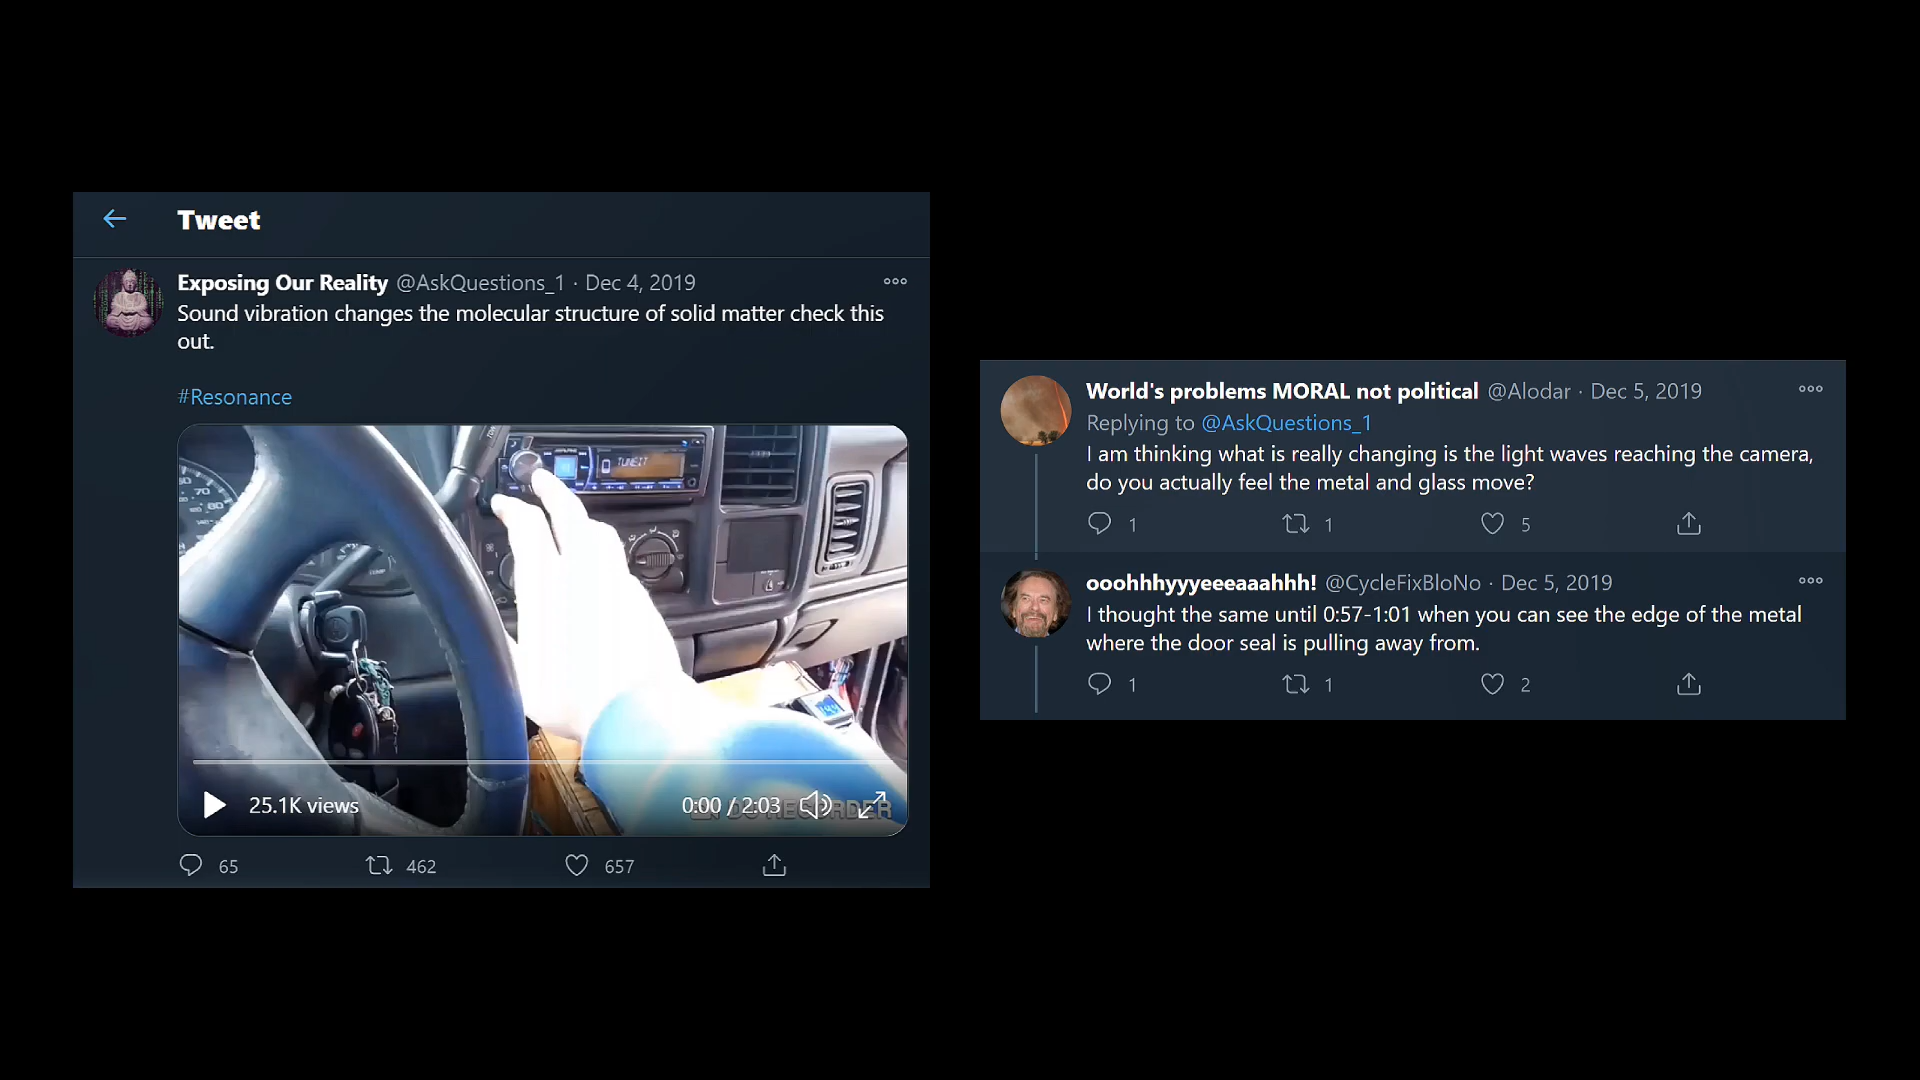 Tweet
Exposing Our Reality @AskQuestions_1 · Dec 4, 2019
Sound vibration changes the molecular structure of solid matter check this
out.
#Resonance
TUNEIT
25.1K views
0:00 / 2:03
65 462 657
World's problems MORAL not political @Alodar · Dec 5, 2019
Replying to @AskQuestions_1
I am thinking what is really changing is the light waves reaching the camera,
do you actually feel the metal and glass move?
1 1 5
ooohhhyyyeeeaaahhh! @CycleFixBloNo · Dec 5, 2019
I thought the same until 0:57-1:01 when you can see the edge of the metal
where the door seal is pulling away from.
1 1 2